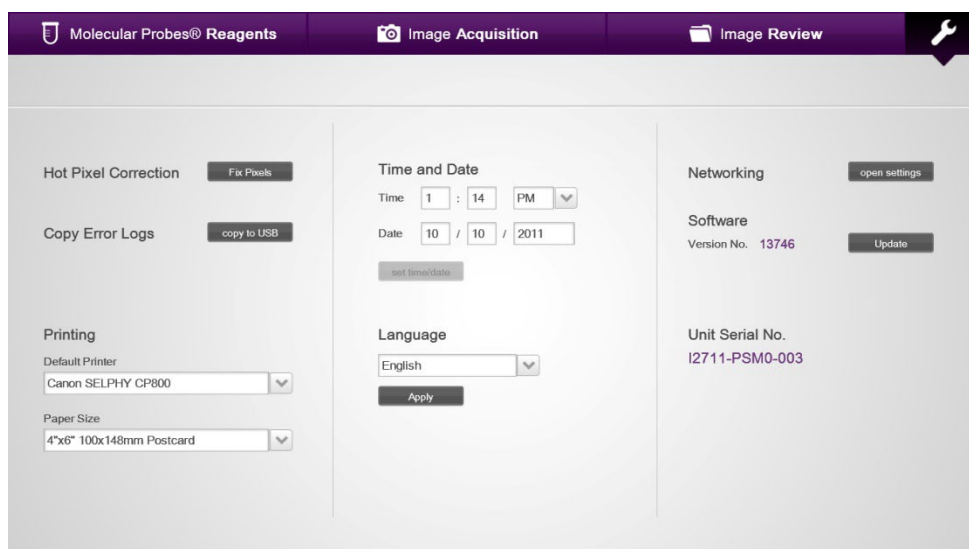 Molecular Probes® Reagents
Image Acquisition
Image Review
Hot Pixel Correction
Fix Pixels
Copy Error Logs
copy to USB
Printing
Default Printer
Canon SELPHY CP800
Paper Size
4"x6" 100x148mm Postcard
Time and Date
Time 1 : 14 PM
Date 10 / 10 / 2011
set time/date
Language
English
Apply
Networking
open settings
Software
Version No. 13746
Update
Unit Serial No.
I2711-PSM0-003